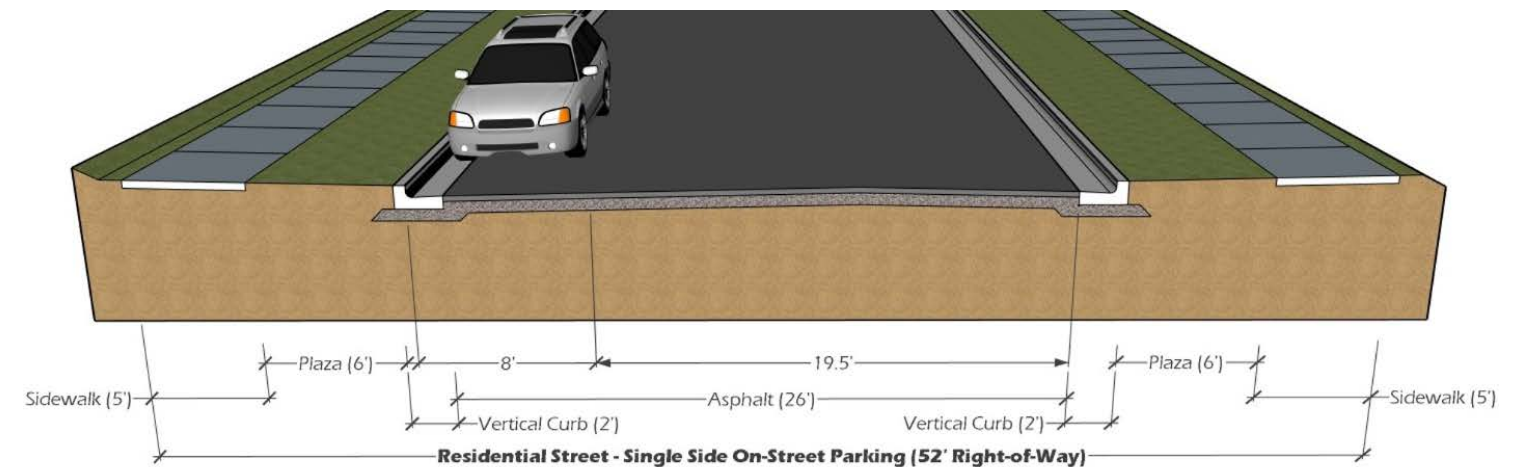 Plaza (6')
8'
19.5'
Plaza (6')
Sidewalk (5')
Asphalt (26')
Sidewalk (5')
Vertical Curb (2')
Vertical Curb (2')
Residential Street - Single Side On-Street Parking (52' Right-of-Way)